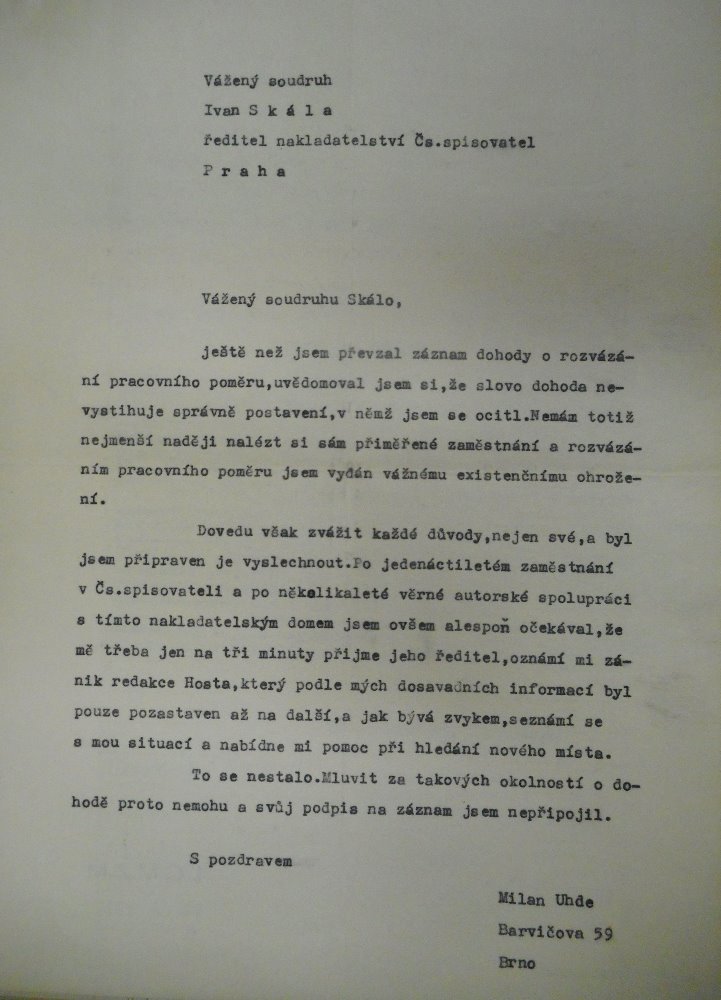 Vážený soudruh
Ivan S k á l a
ředitel nakladatelství Čs.spisovatel
P r a h a
Vážený soudruhu Skálo,
ještě než jsem převzal záznam dohody o rozvázá-
ní pracovního poměru,uvědomoval jsem si,že slovo dohoda ne-
vystihuje správně postavení,v němž jsem se ocitl.Nemám totiž
nejmenší naději nalézt si sám přiměřené zaměstnání a rozvázá-
ním pracovního poměru jsem vydán vážnému existenčnímu ohrože-
ní.
Dovedu však zvážit každé důvody,nejen své,a byl
jsem připraven je vyslechnout.Po jedenáctiletém zaměstnání
v Čs.spisovateli a po několikaleté věrné autorské spolupráci
s tímto nakladatelským domem jsem ovšem alespoň očekával,že
mě třeba jen na tři minuty přijme jeho ředitel,oznámí mi zá-
nik redakce Hosta,který podle mých dosavadních informací byl
pouze pozastaven až na další,a jak bývá zvykem,seznámí se
s mou situací a nabídne mi pomoc při hledání nového místa.
To se nestalo.Mluvit za takových okolností o do-
hodě proto nemohu a svůj podpis na záznam jsem nepřipojil.
S pozdravem
Milan Uhde
Barvičova 59
Brno